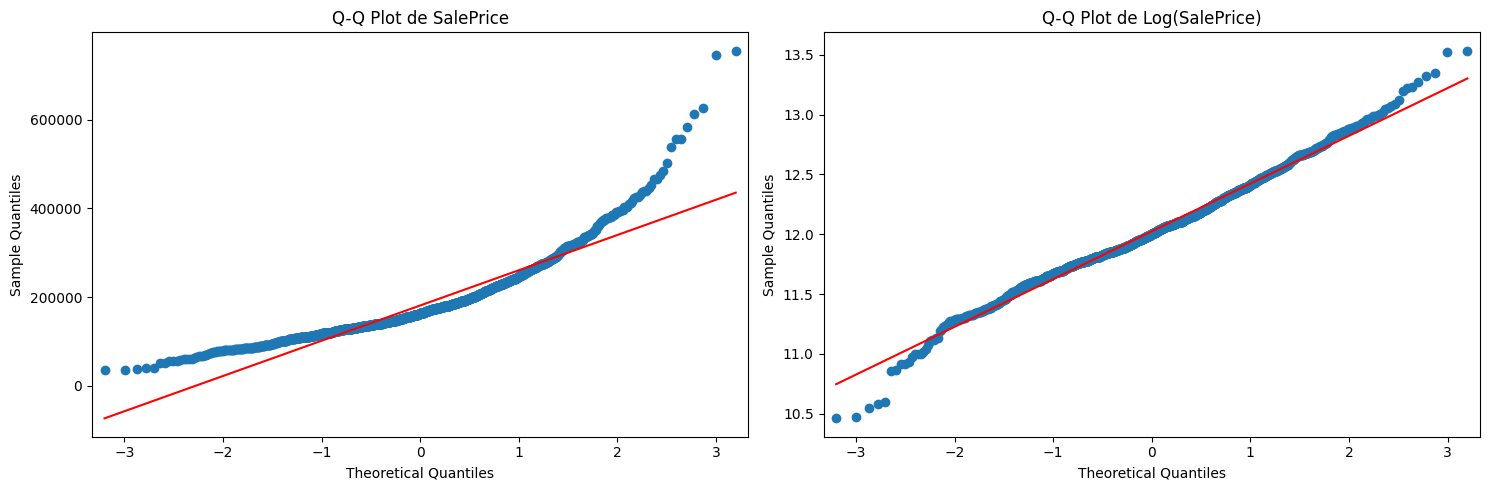 Q-Q Plot de SalePrice
Sample Quantiles
600000
400000
200000
0
−3 −2 −1 0 1 2 3
Theoretical Quantiles
Q-Q Plot de Log(SalePrice)
Sample Quantiles
13.5
13.0
12.5
12.0
11.5
11.0
10.5
−3 −2 −1 0 1 2 3
Theoretical Quantiles